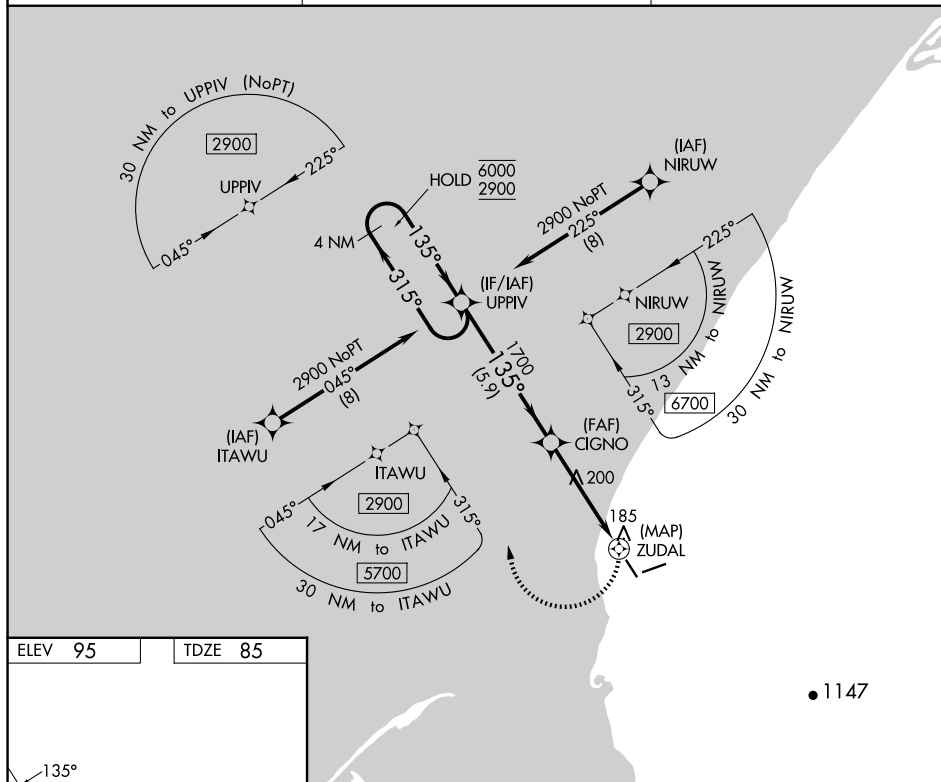 30 NM to UPPIV (NoPT)
2900
UPPIV
045°
225°
HOLD 6000
2900
4 NM
135°
315°
(IAF)
NIRUW
2900 NoPT
225°
(8)
(IF/IAF)
UPPIV
225°
NIRUW
2900
13 NM to NIRUW
315°
6700
30 NM to NIRUW
1700
135°
(5.9)
2900 NoPT
045°
(8)
(IAF)
ITAWU
(FAF)
CIGNO
200
ITAWU
045°
2900
315°
17 NM to ITAWU
5700
30 NM to ITAWU
185
(MAP)
ZUDAL
ELEV 95
TDZE 85
1147
135°